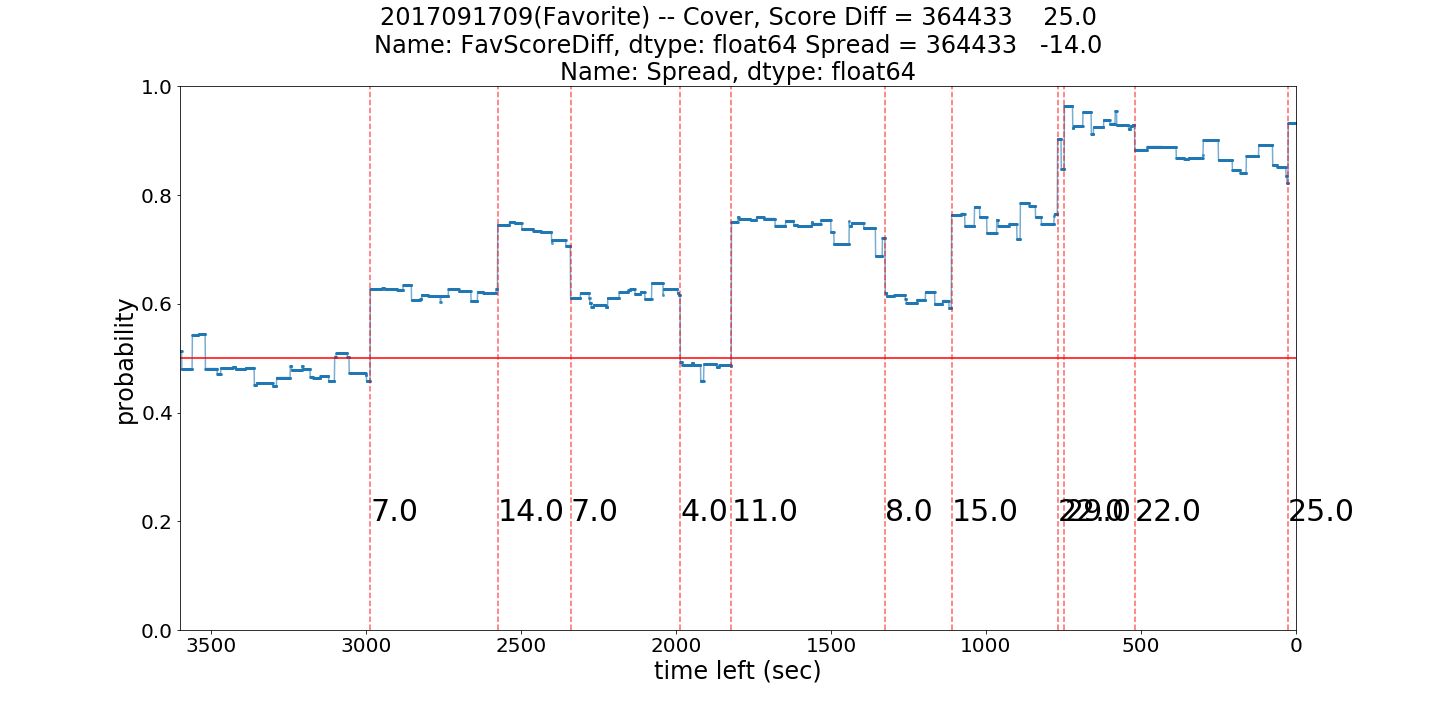 2017091709(Favorite) -- Cover, Score Diff = 364433    25.0
Name: FavScoreDiff, dtype: float64 Spread = 364433   -14.0
Name: Spread, dtype: float64
1.0
0.8
0.6
0.4
0.2
0.0
probability
7.0 14.0 7.0 4.0 11.0 8.0 15.0 29.0 22.0 25.0
3500 3000 2500 2000 1500 1000 500 0
time left (sec)